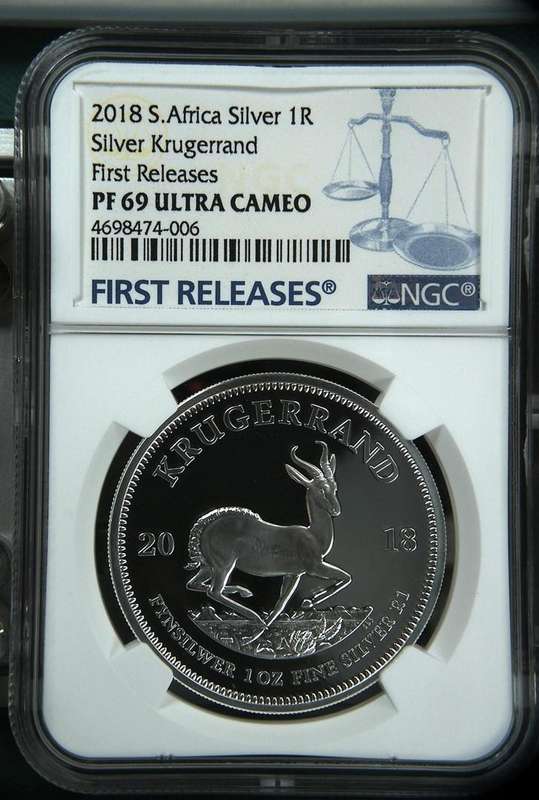 2018 S.Africa Silver 1R
Silver Krugerrand
First Releases
PF 69 ULTRA CAMEO
4698474-006
FIRST RELEASES®
NGC®
KRUGERRAND
20 18
FYNSILWER 1 OZ FINE SILVER R1